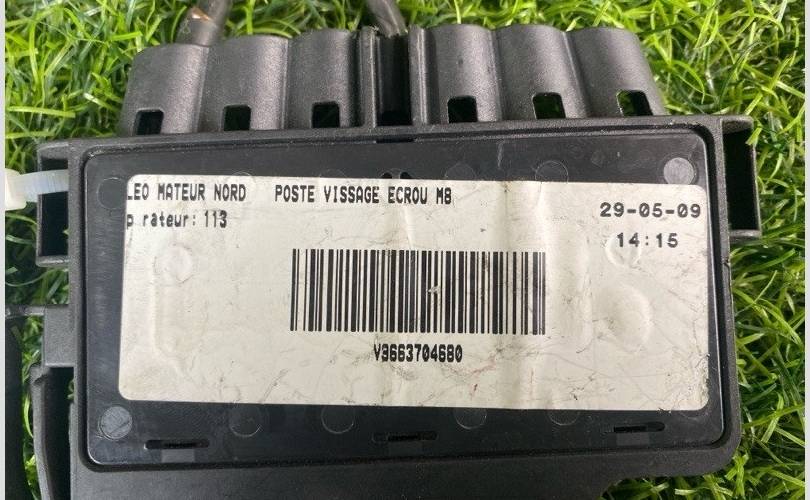 LEO MATEUR NORD POSTE VISSAGE ECROU M8
p rateur: 113
29-05-09
14:15
V9663704680